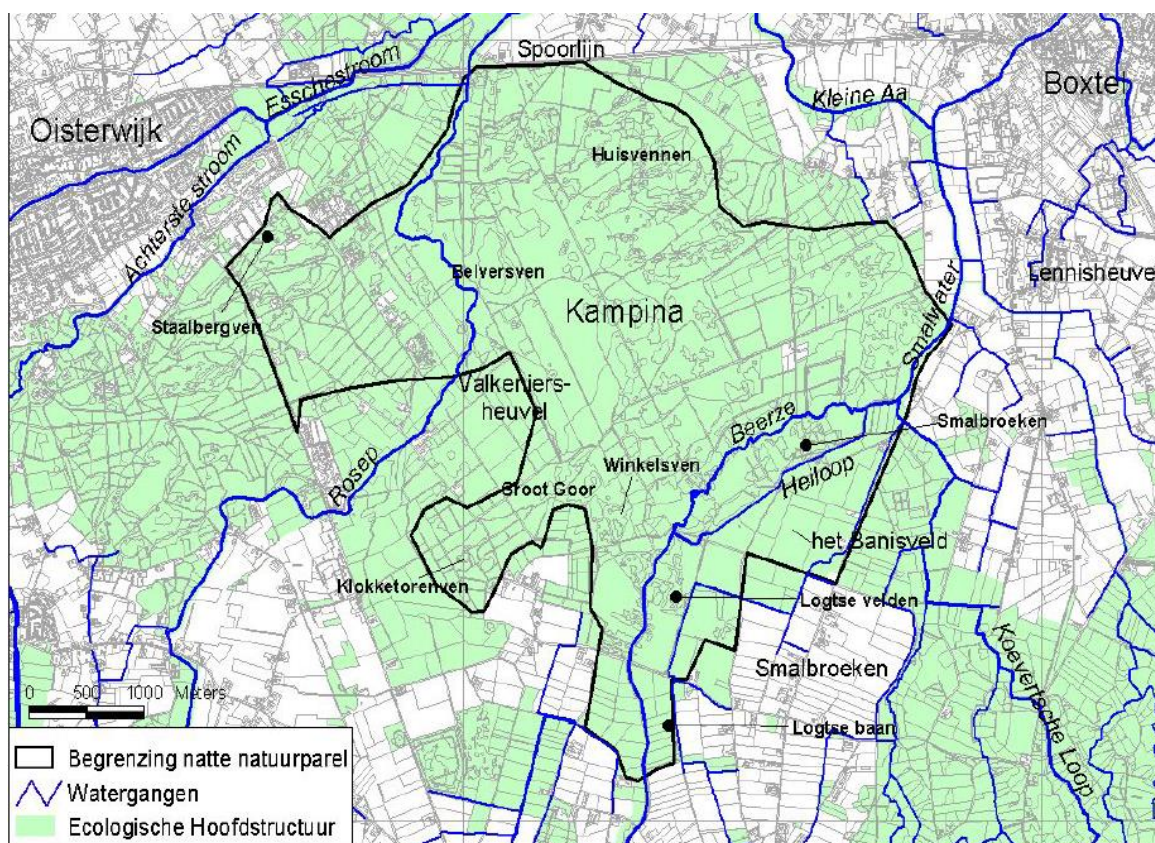 Spoorlijn
Esschestroom
Kleine Aa
Boxtel
Oisterwijk
Huisvennen
Achterste stroom
Belversven
Lennisheuve
Staalbergven
Kampina
Smalwater
Valkeniers-
heuvel
Beerze
Smalbroeken
Winkelsven
Heiloop
Rosep
Groot Goor
het Banisveld
Klokketorenven
Logtse velden
Smalbroeken
Koevertsche Loop
Logtse baan
0 500 1000 Meters
Begrenzing natte natuurparel
Watergangen
Ecologische Hoofdstructuur